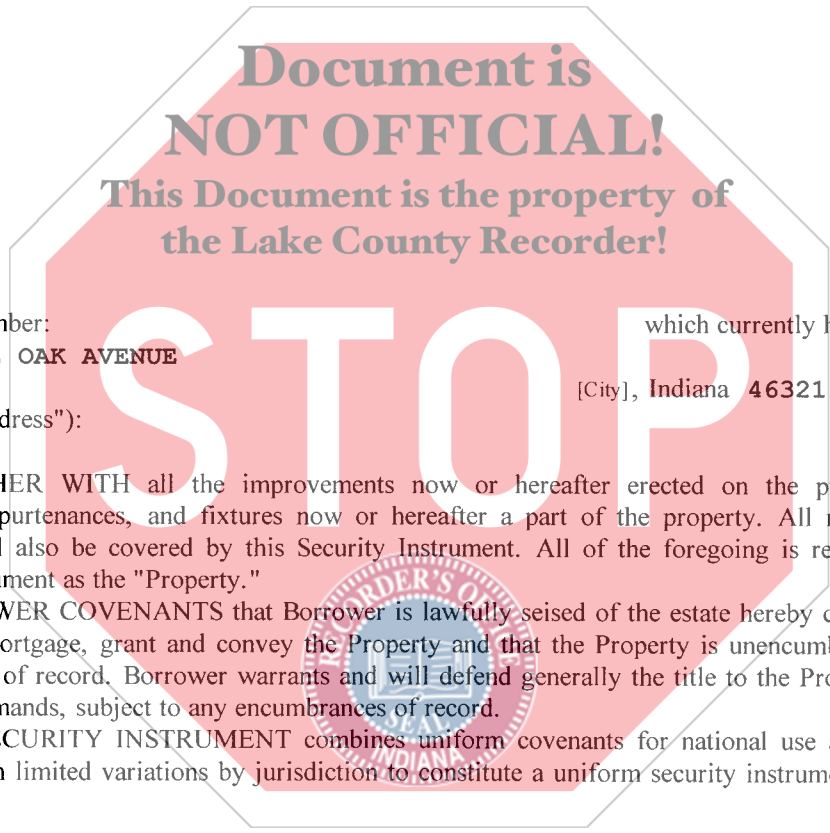 Document is
NOT OFFICIAL!
This Document is the property of
the Lake County Recorder!
STOP
nber: which currently h
OAK AVENUE
[City], Indiana 46321
dress"):
HER WITH all the improvements now or hereafter erected on the p
purtenances, and fixtures now or hereafter a part of the property. All r
l also be covered by this Security Instrument. All of the foregoing is re
ument as the "Property."
WER COVENANTS that Borrower is lawfully seised of the estate hereby c
ortgage, grant and convey the Property and that the Property is unencumb
of record. Borrower warrants and will defend generally the title to the Pro
mands, subject to any encumbrances of record.
CURITY INSTRUMENT combines uniform covenants for national use a
n limited variations by jurisdiction to constitute a uniform security instrume
RECORDER'S OFFICE
SEAL
INDIANA